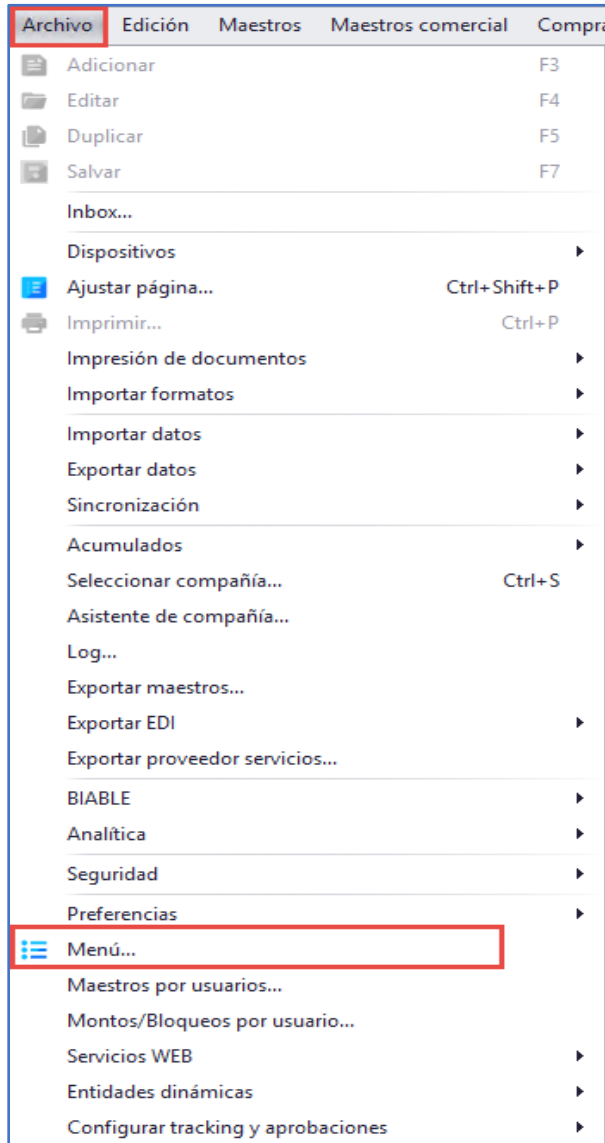 Archivo Edición Maestros Maestros comercial Compra
Adicionar F3
Editar F4
Duplicar F5
Salvar F7
Inbox...
Dispositivos
Ajustar página... Ctrl+Shift+P
Imprimir... Ctrl+P
Impresión de documentos
Importar formatos
Importar datos
Exportar datos
Sincronización
Acumulados
Seleccionar compañía... Ctrl+S
Asistente de compañía...
Log...
Exportar maestros...
Exportar EDI
Exportar proveedor servicios...
BIABLE
Analítica
Seguridad
Preferencias
Menú...
Maestros por usuarios...
Montos/Bloqueos por usuario...
Servicios WEB
Entidades dinámicas
Configurar tracking y aprobaciones